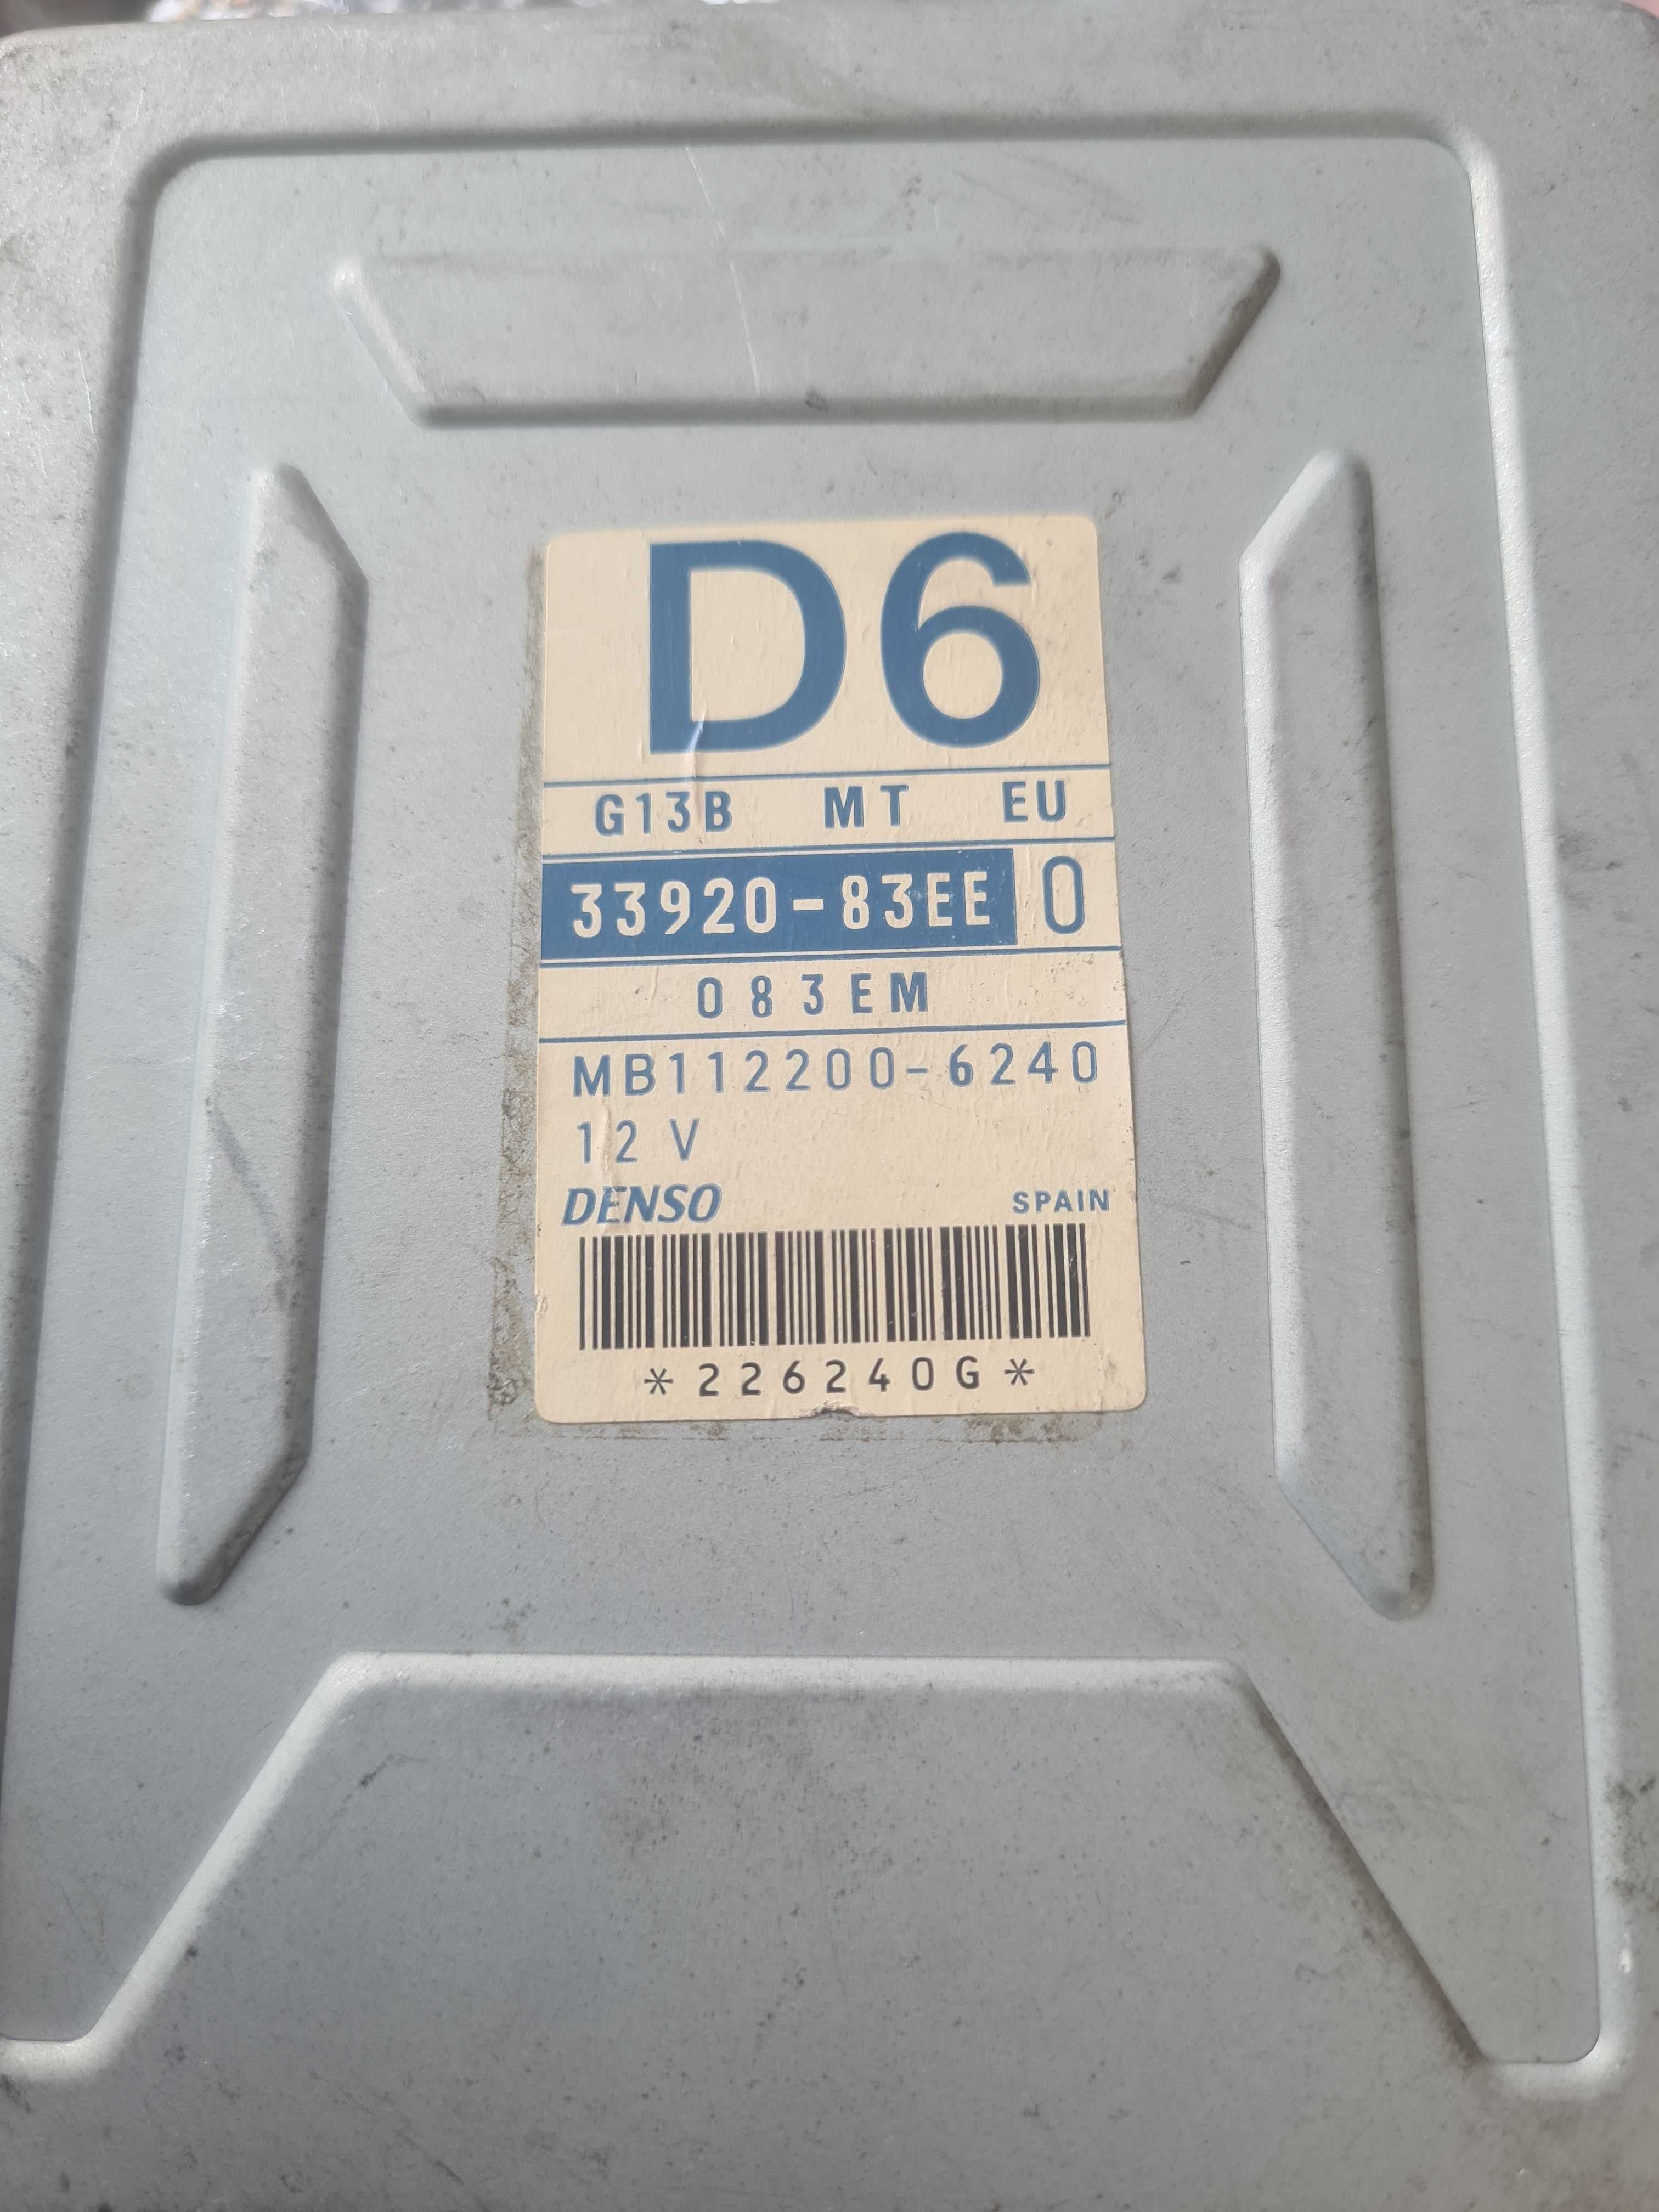 D6
G13B MT EU
33920-83EE 0
083EM
MB112200-6240
12 V
DENSO SPAIN
*226240G*